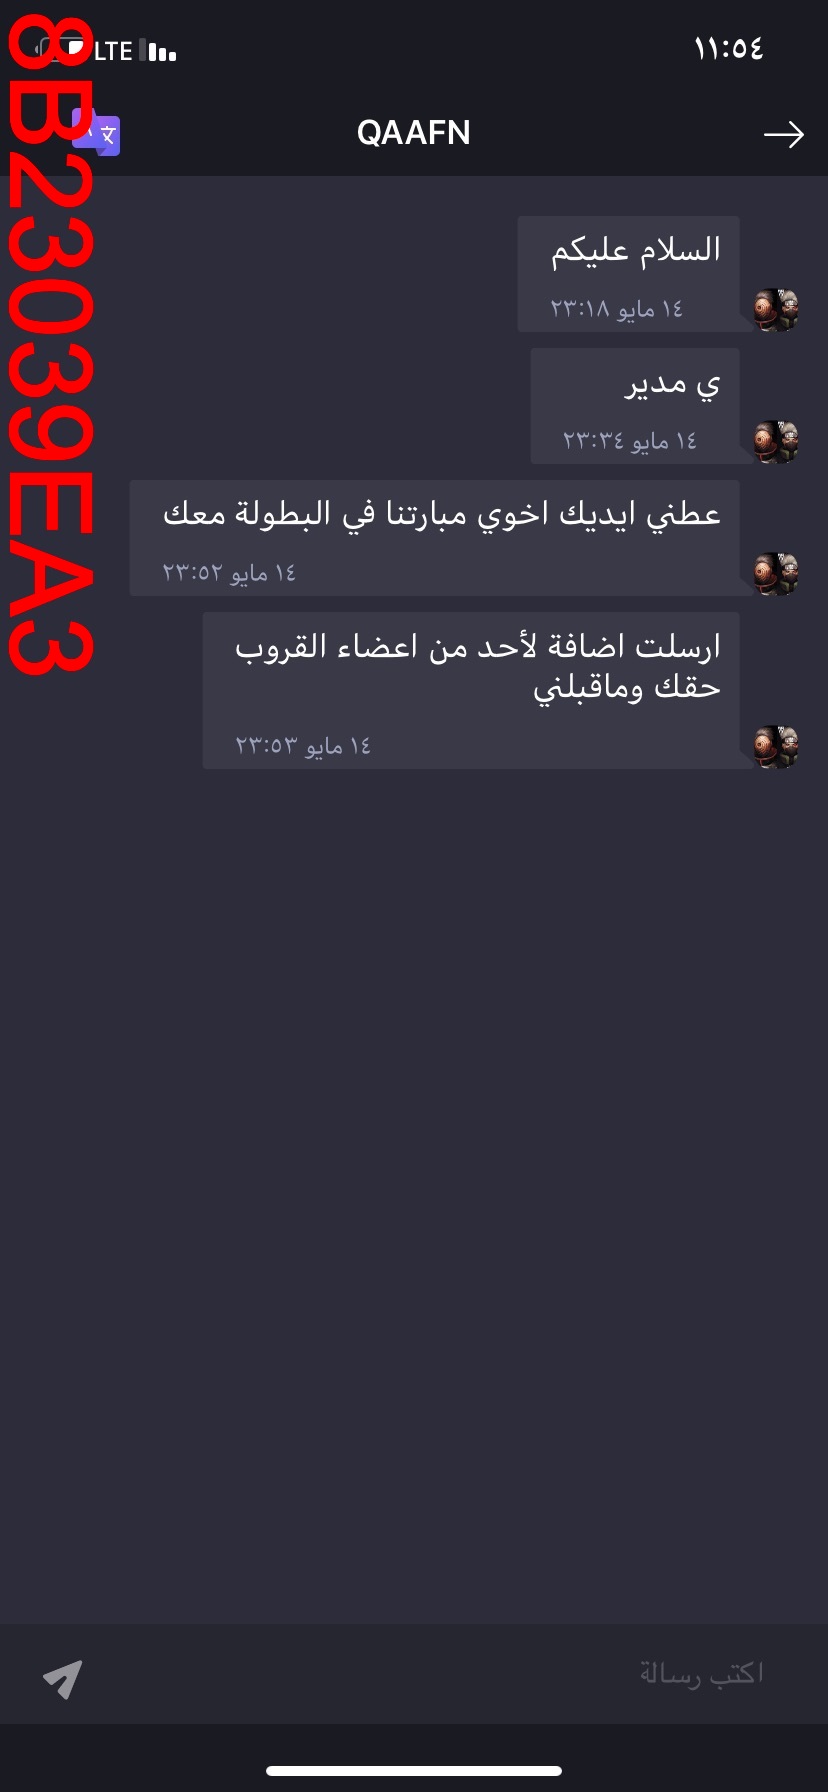 LTE ١١:٥٤
QAAFN
السلام عليكم
١٤ مايو ٢٣:١٨
ي مدير
١٤ مايو ٢٣:٣٤
عطني ايديك اخوي مبارتنا في البطولة معك
١٤ مايو ٢٣:٥٢
ارسلت اضافة لأحد من اعضاء القروب
حقك وماقبلني
١٤ مايو ٢٣:٥٣
اكتب رسالة
8B23039EA3